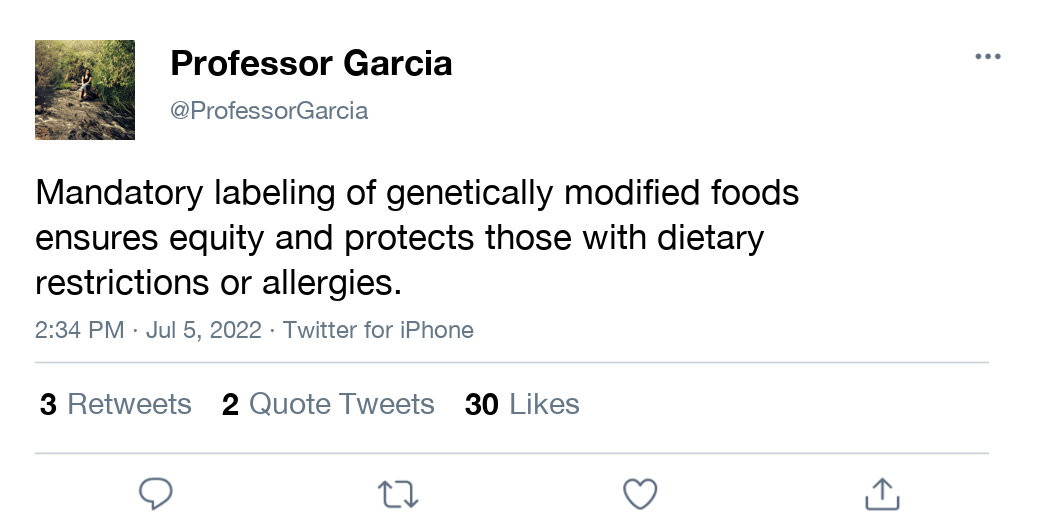 Professor Garcia
@ProfessorGarcia
Mandatory labeling of genetically modified foods
ensures equity and protects those with dietary
restrictions or allergies.
2:34 PM · Jul 5, 2022 · Twitter for iPhone
3 Retweets 2 Quote Tweets 30 Likes